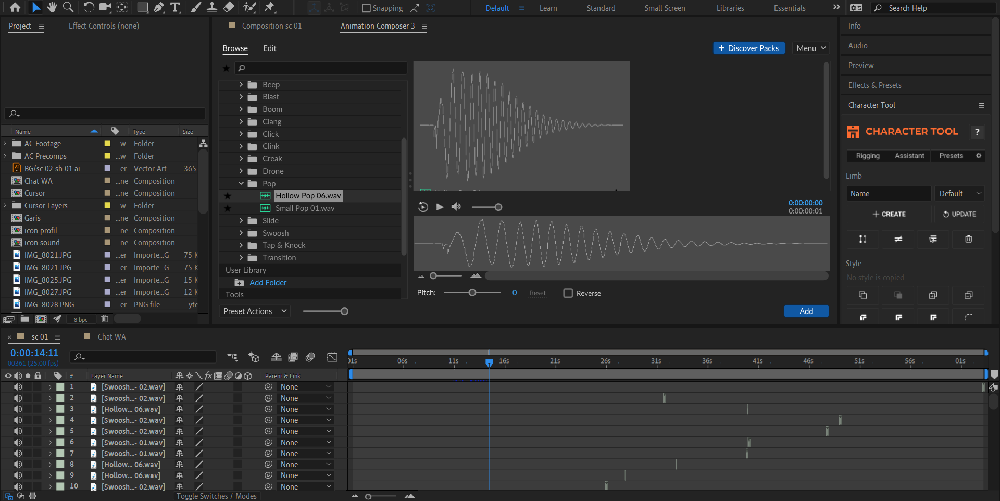 Snapping
Default
Learn
Standard
Small Screen
Libraries
Essentials
Search Help
Project
Effect Controls (none)
Composition sc 01
Animation Composer 3
Browse
Edit
+ Discover Packs
Menu
Info
Audio
Preview
Effects & Presets
Character Tool
CHARACTER TOOL
?
Rigging
Assistant
Presets
Limb
Name...
Default
+ CREATE
UPDATE
Style
No style is copied
Name
Type
Size
AC Footage ...w Folder
AC Precomps ...w Folder
BG/sc 02 sh 01.ai ...er Vector Art 365
Chat WA ...ne Composition
Cursor ...ne Composition
Cursor Layers ...w Folder
Garis ...ne Composition
icon profil ...ne Composition
icon sound ...ne Composition
IMG_8021.JPG ...er Importe...G 75 K
IMG_8021.JPG ...er Importe...G 75 K
IMG_8025.JPG ...er Importe...G 15 K
IMG_8027.JPG ...er Importe...G 12 K
IMG_8028.PNG ...er PNG file ...yte
8 bpc
Beep
Blast
Boom
Clang
Click
Clink
Creak
Drone
Pop
Hollow Pop 06.wav
Small Pop 01.wav
Slide
Swoosh
Tap & Knock
Transition
User Library
Add Folder
Tools
Preset Actions
0:00:00:00
0:00:00:01
Pitch:
0
Reset
Reverse
Add
× sc 01
Chat WA
0:00:14:11
00361 (25.00 fps)
01s 06s 11s 16s 21s 26s 31s 36s 41s 46s 51s 56s 01s
# Layer Name
fx
Parent & Link
1 [Swoosh...- 02.wav] None
2 [Swoosh...- 02.wav] None
3 [Hollow... 06.wav] None
4 [Swoosh...- 02.wav] None
5 [Swoosh...- 02.wav] None
6 [Swoosh...- 01.wav] None
7 [Swoosh...- 01.wav] None
8 [Hollow... 06.wav] None
9 [Hollow... 06.wav] None
10 [Swoosh...- 02.wav] None
Toggle Switches / Modes